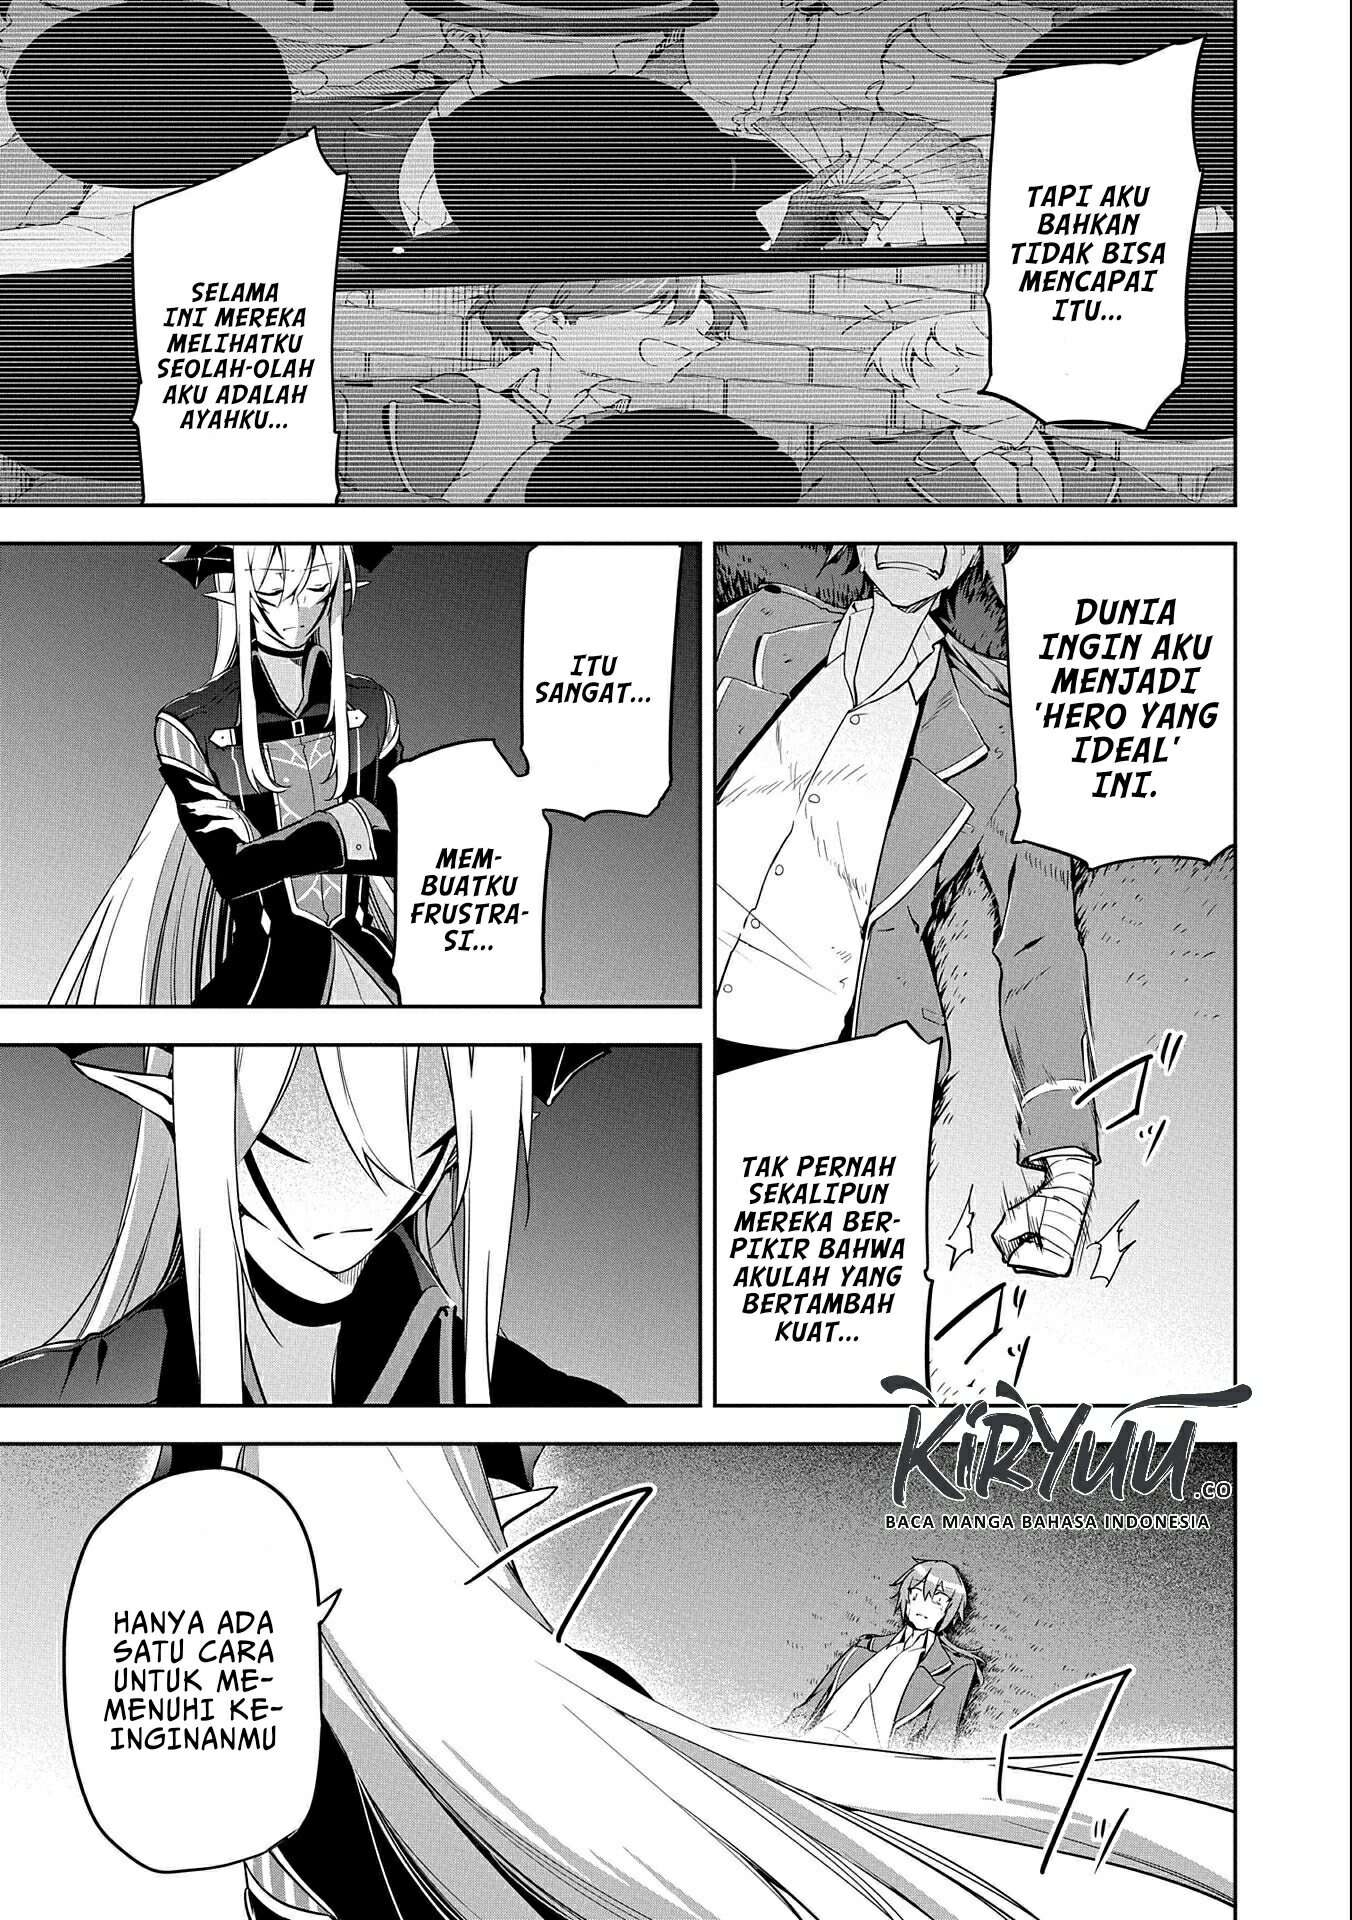 TAPI AKU
BAHKAN
TIDAK BISA
MENCAPAI
ITU...
SELAMA
INI MEREKA
MELIHATKU
SEOLAH-OLAH
AKU ADALAH
AYAHKU...
DUNIA
INGIN AKU
MENJADI
'HERO YANG
IDEAL'
INI.
TAK PERNAH
SEKALIPUN
MEREKA BER-
PIKIR BAHWA
AKULAH YANG
BERTAMBAH
KUAT...
ITU
SANGAT...
MEM-
BUATKU
FRUSTRA-
SI...
KIRYUU
.CO
BACA MANGA BAHASA INDONESIA
HANYA ADA
SATU CARA
UNTUK ME-
MENUHI KE-
INGINANMU